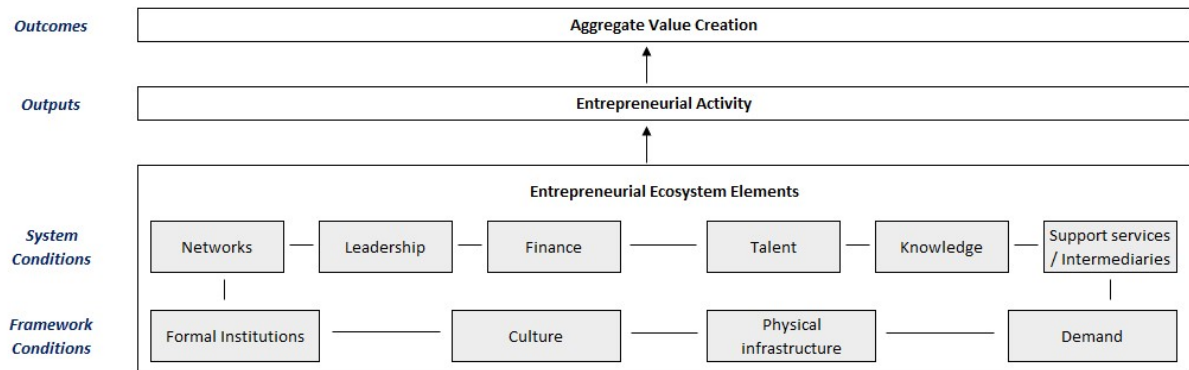 Outcomes
Aggregate Value Creation
Outputs
Entrepreneurial Activity
Entrepreneurial Ecosystem Elements
System
Conditions
Networks
Leadership
Finance
Talent
Knowledge
Support services
/ Intermediaries
Framework
Conditions
Formal Institutions
Culture
Physical
infrastructure
Demand